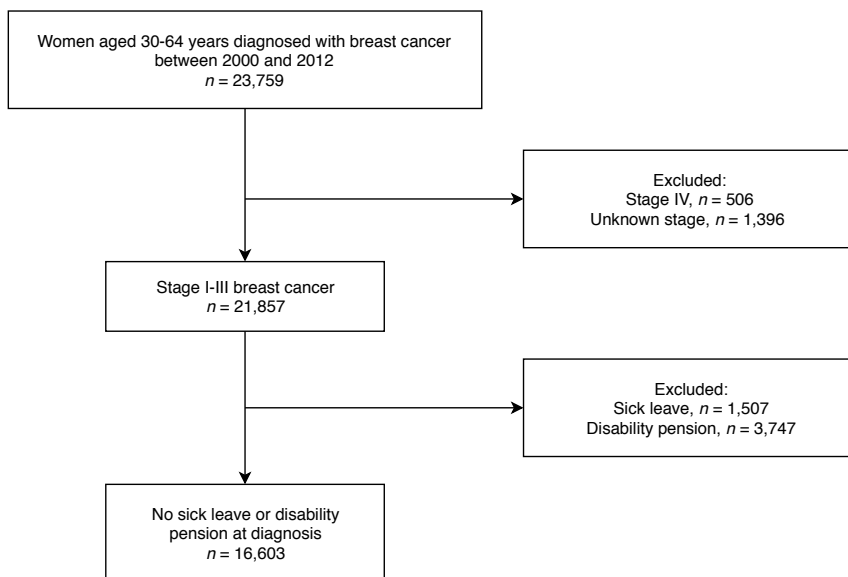 Women aged 30-64 years diagnosed with breast cancer
between 2000 and 2012
n = 23,759
Excluded:
Stage IV, n = 506
Unknown stage, n = 1,396
Stage I-III breast cancer
n = 21,857
Excluded:
Sick leave, n = 1,507
Disability pension, n = 3,747
No sick leave or disability
pension at diagnosis
n = 16,603